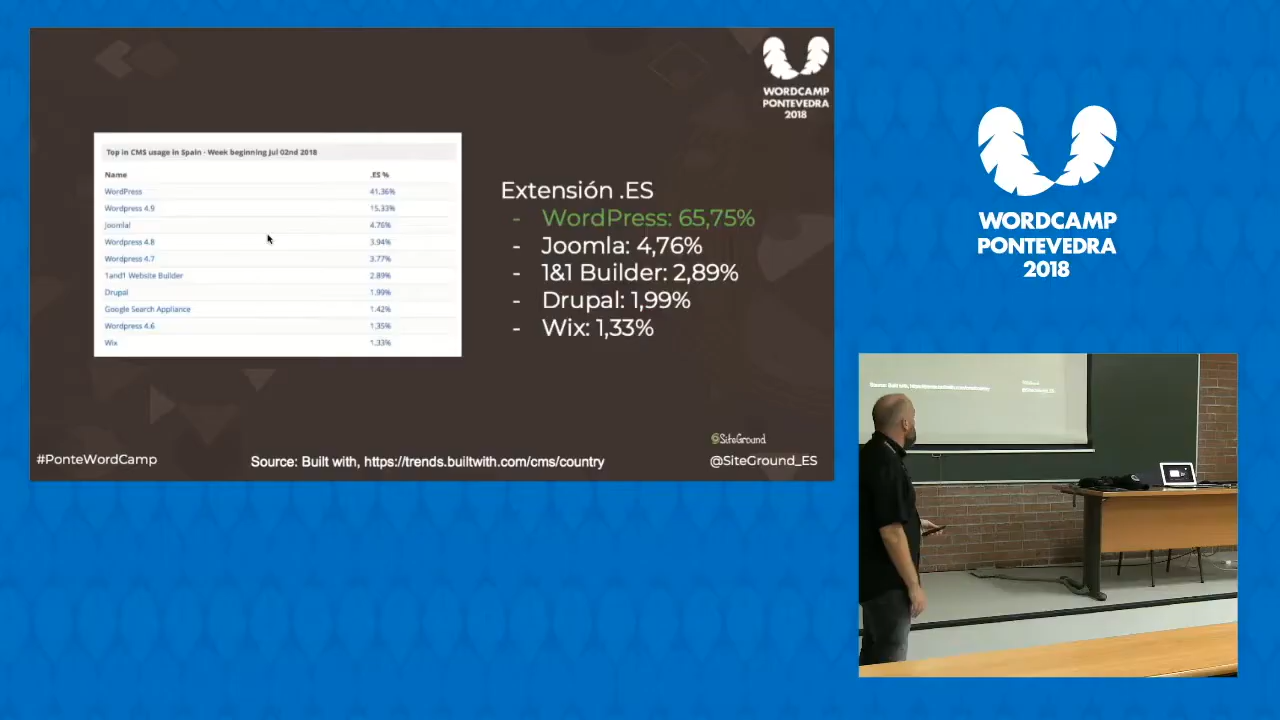 WORDCAMP
PONTEVEDRA
2018
Top in CMS usage in Spain - Week beginning Jul 02nd 2018
Name .ES %
WordPress 41,36%
Wordpress 4.9 15,33%
Joomla! 4.76%
Wordpress 4.8 3.94%
Wordpress 4.7 3.77%
1and1 Website Builder 2.89%
Drupal 1.99%
Google Search Appliance 1.42%
Wordpress 4.6 1,35%
Wix 1.33%
Extensión .ES
- WordPress: 65,75%
- Joomla: 4,76%
- 1&1 Builder: 2,89%
- Drupal: 1,99%
- Wix: 1,33%
SiteGround
#PonteWordCamp
Source: Built with, https://trends.builtwith.com/cms/country
@SiteGround_ES
WORDCAMP
PONTEVEDRA
2018